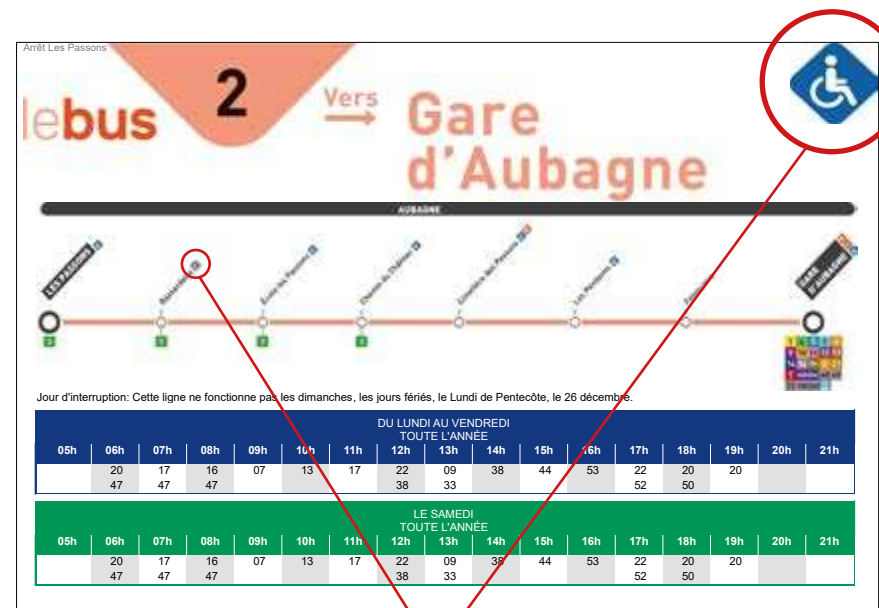 Arrêt Les Passons
lebus
2
Vers
Gare
d'Aubagne
AUBAGNE
LES PASSONS
École les Passons
Chemin du Château
GARE
D'AUBAGNE
Jour d'interruption: Cette ligne ne fonctionne pas les dimanches, les jours fériés, le Lundi de Pentecôte, le 26 décembre.
DU LUNDI AU VENDREDI
TOUTE L'ANNÉE
05h 06h 07h 08h 09h 10h 11h 12h 13h 14h 15h 16h 17h 18h 19h 20h 21h
20 17 16 07 13 17 22 09 38 44 53 22 20 20
47 47 47 38 33 52 50
LE SAMEDI
TOUTE L'ANNÉE
05h 06h 07h 08h 09h 10h 11h 12h 13h 14h 15h 16h 17h 18h 19h 20h 21h
20 17 16 07 13 17 22 09 38 44 53 22 20 20
47 47 47 38 33 52 50